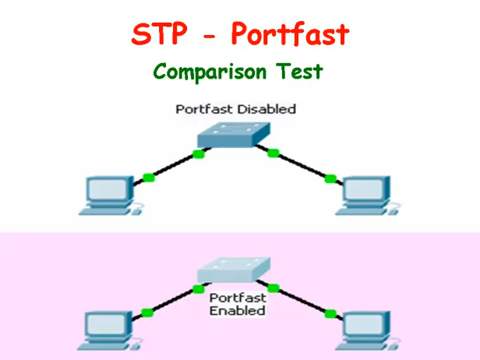 STP - Portfast
Comparison Test
Portfast Disabled
Portfast
Enabled